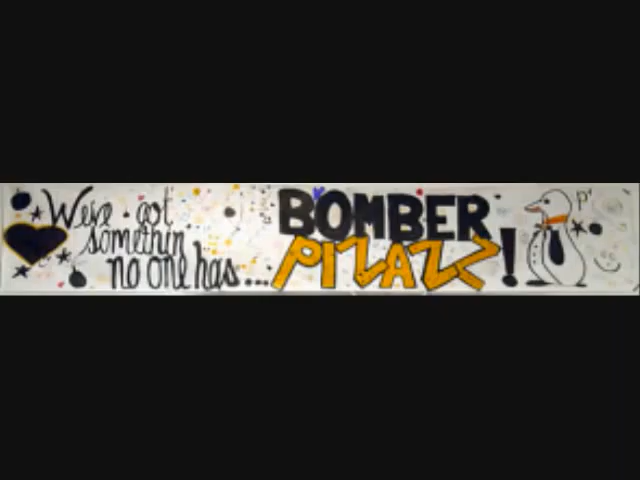 We've got
somethin
no one has...
BOMBER
PIZAZZ!